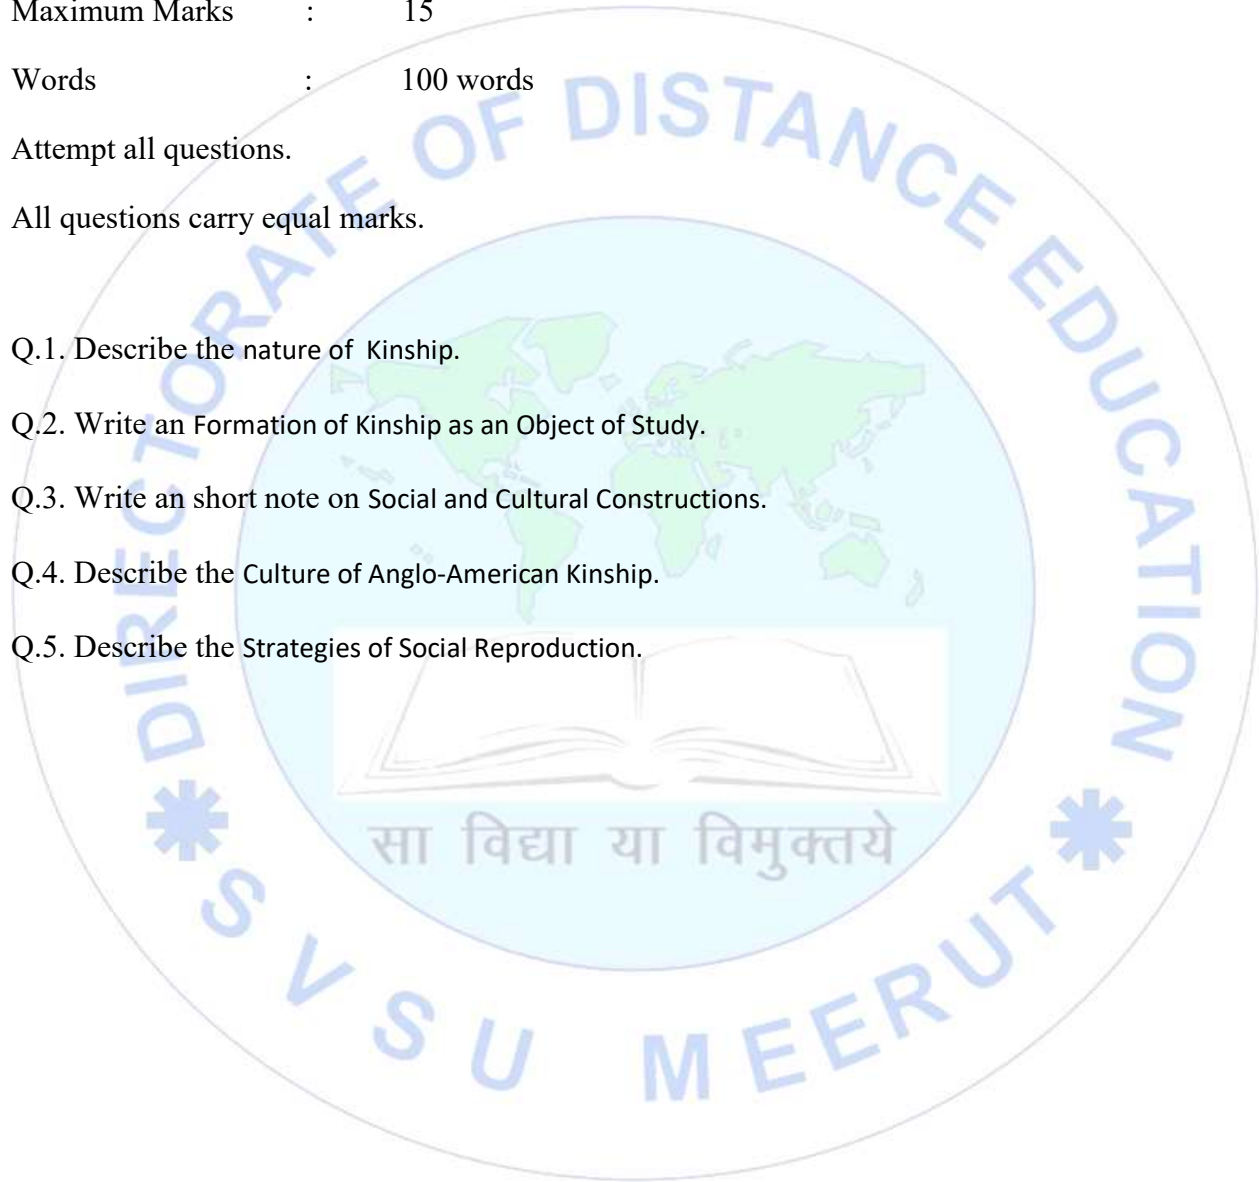 Maximum Marks : 15
Words : 100 words
Attempt all questions.
All questions carry equal marks.
Q.1. Describe the nature of Kinship.
Q.2. Write an Formation of Kinship as an Object of Study.
Q.3. Write an short note on Social and Cultural Constructions.
Q.4. Describe the Culture of Anglo-American Kinship.
Q.5. Describe the Strategies of Social Reproduction.
DIRECTORATE OF DISTANCE EDUCATION
सा विद्या या विमुक्तये
SVSU MEERUT